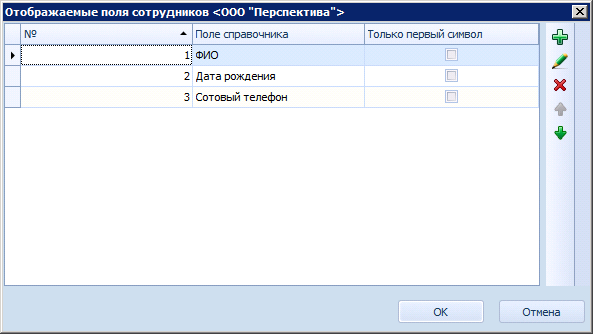 Отображаемые поля сотрудников <ООО "Перспектива">
№ Поле справочника Только первый символ
1 ФИО
2 Дата рождения
3 Сотовый телефон
OK Отмена